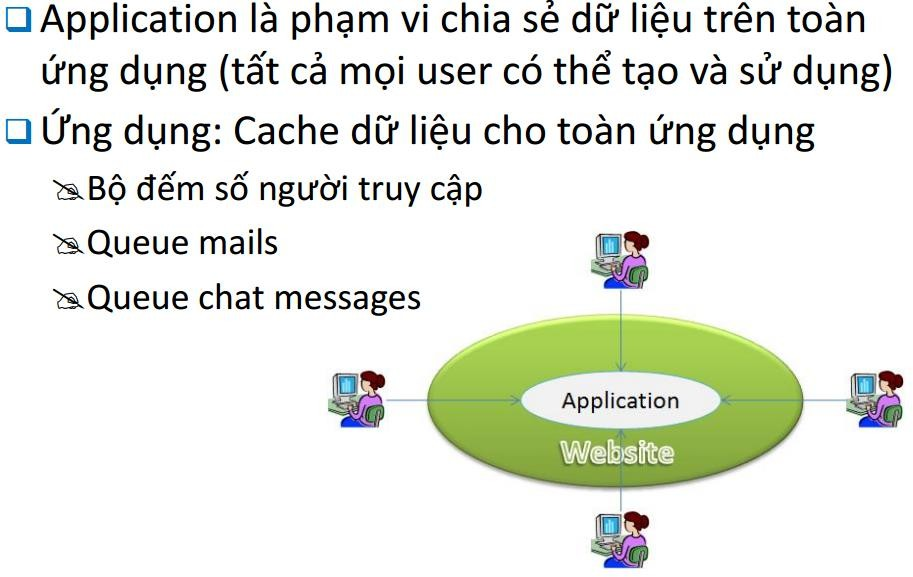 Application là phạm vi chia sẻ dữ liệu trên toàn
ứng dụng (tất cả mọi user có thể tạo và sử dụng)
Ứng dụng: Cache dữ liệu cho toàn ứng dụng
Bộ đếm số người truy cập
Queue mails
Queue chat messages
Application
Website